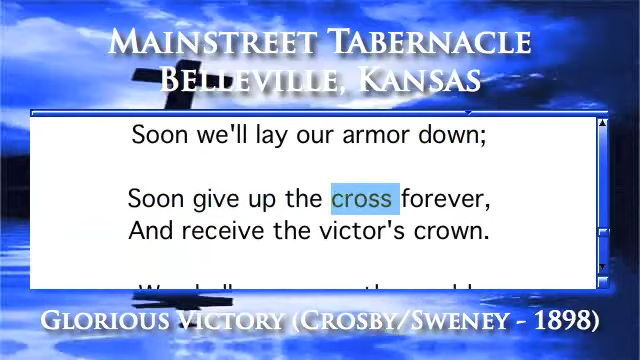 Mainstreet Tabernacle
Belleville, Kansas
Soon we'll lay our armor down;
Soon give up the cross forever,
And receive the victor's crown.
Glorious Victory (Crosby/Sweney - 1898)